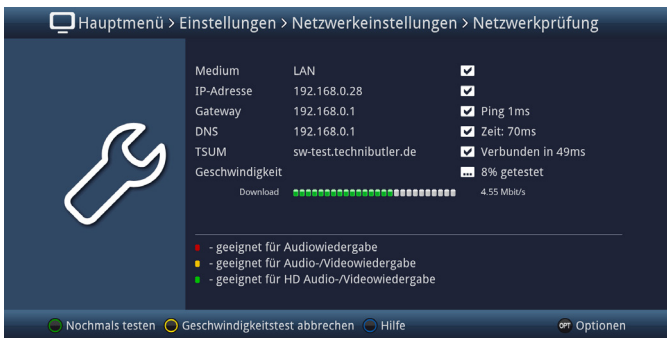 Hauptmenü > Einstellungen > Netzwerkeinstellungen > Netzwerkprüfung
Medium LAN
IP-Adresse 192.168.0.28
Gateway 192.168.0.1 Ping 1ms
DNS 192.168.0.1 Zeit: 70ms
TSUM sw-test.technibutler.de Verbunden in 49ms
Geschwindigkeit ... 8% getestet
Download 4.55 Mbit/s
- geeignet für Audiowiedergabe
- geeignet für Audio-/Videowiedergabe
- geeignet für HD Audio-/Videowiedergabe
Nochmals testen Geschwindigkeitstest abbrechen Hilfe OPT Optionen